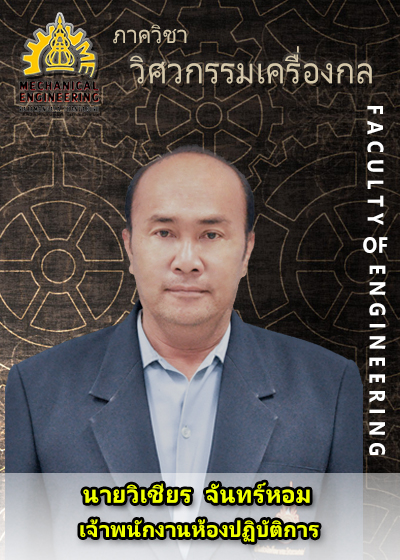 ภาควิชา
วิศวกรรมเครื่องกล
ME
MECHANICAL
ENGINEERING
FACULTY OF ENGINEERING
นายวิเชียร จันทร์หอม
เจ้าพนักงานห้องปฏิบัติการ